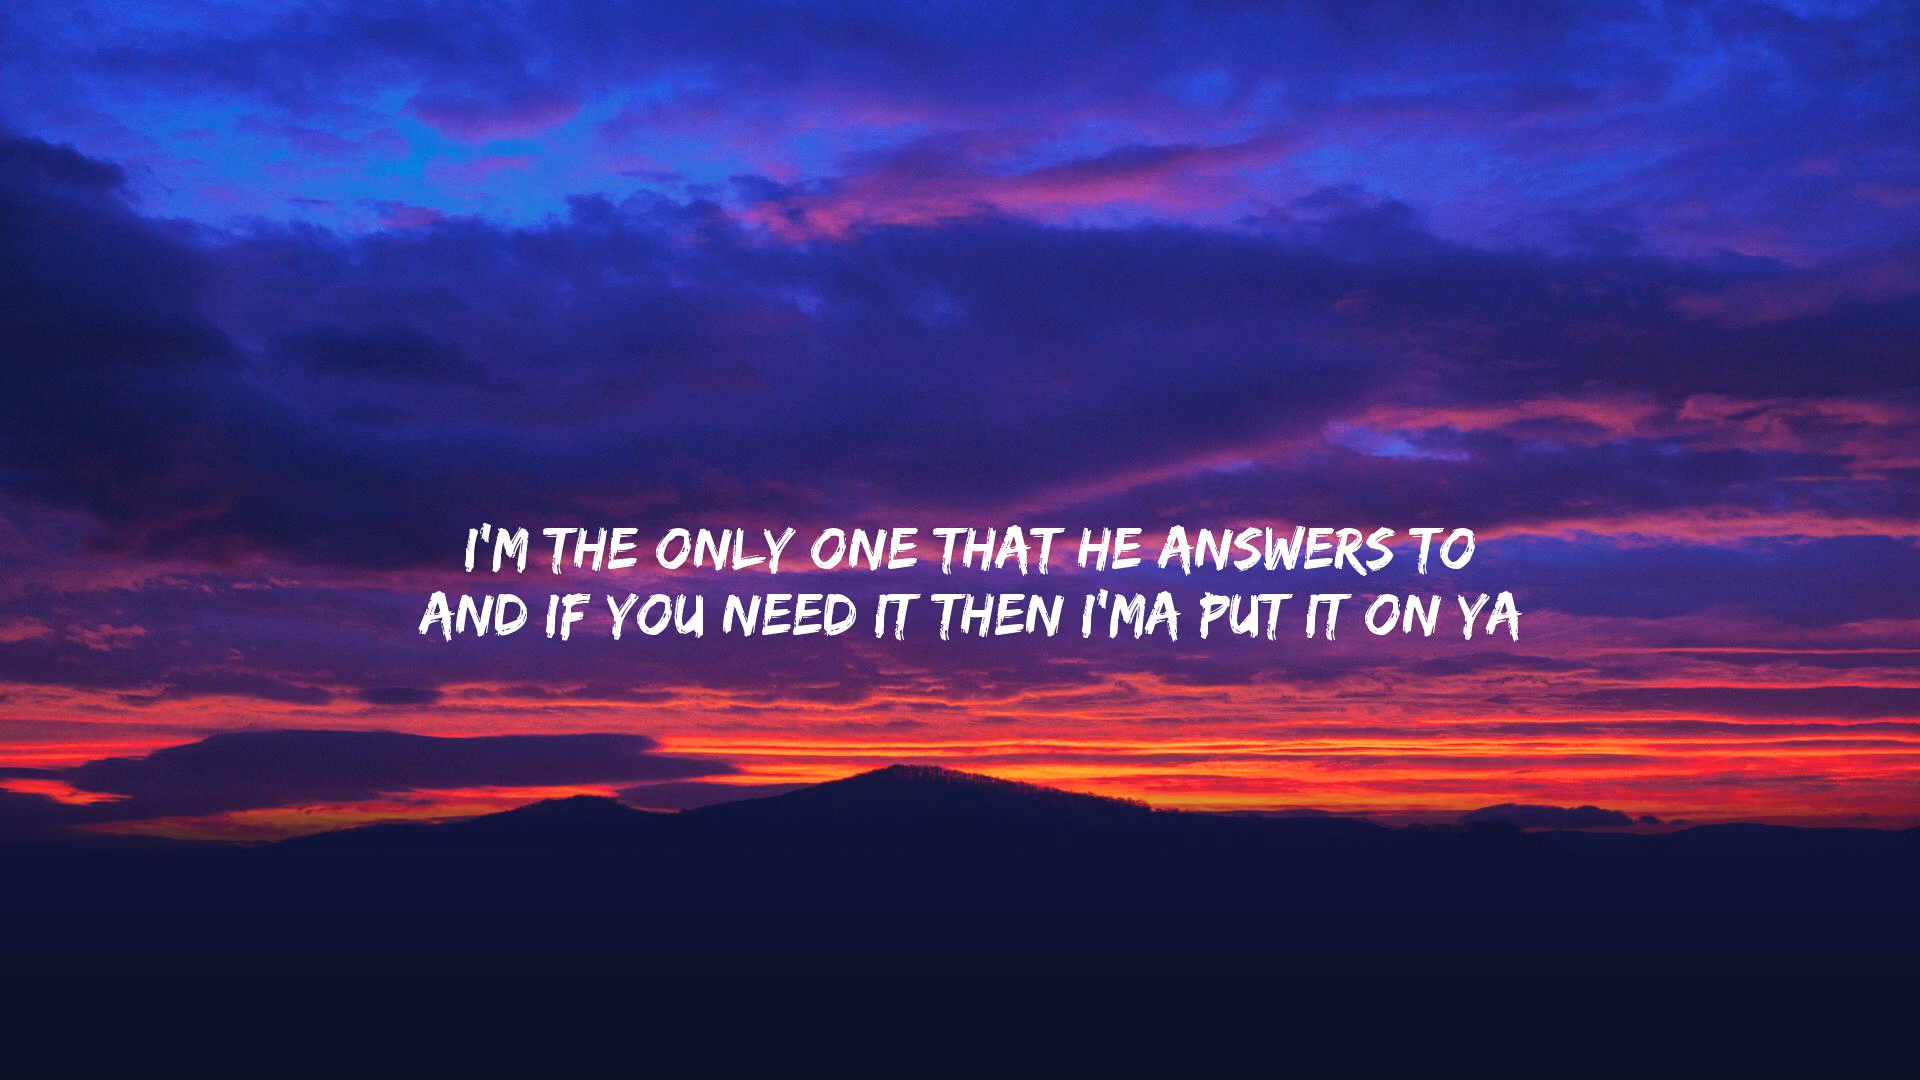 I'M THE ONLY ONE THAT HE ANSWERS TO
AND IF YOU NEED IT THEN I'MA PUT IT ON YA